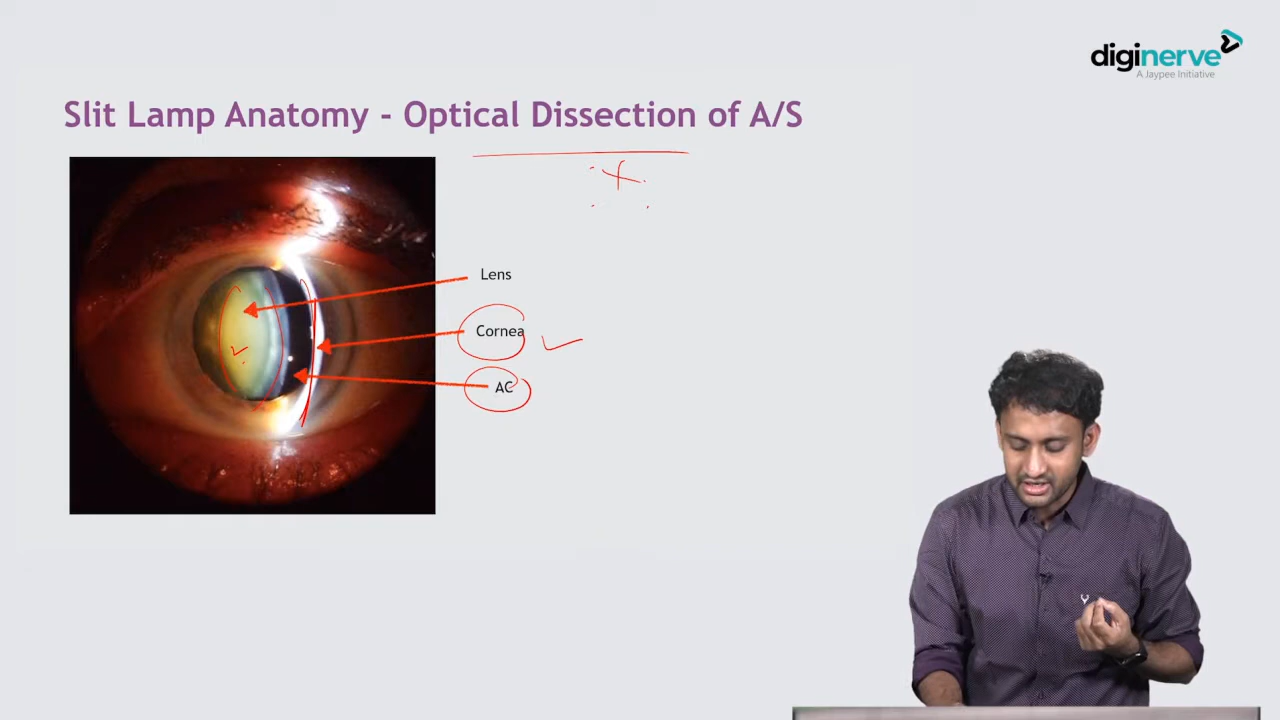 diginerve
A Jaypee Initiative
Slit Lamp Anatomy - Optical Dissection of A/S
Lens
Cornea
AC